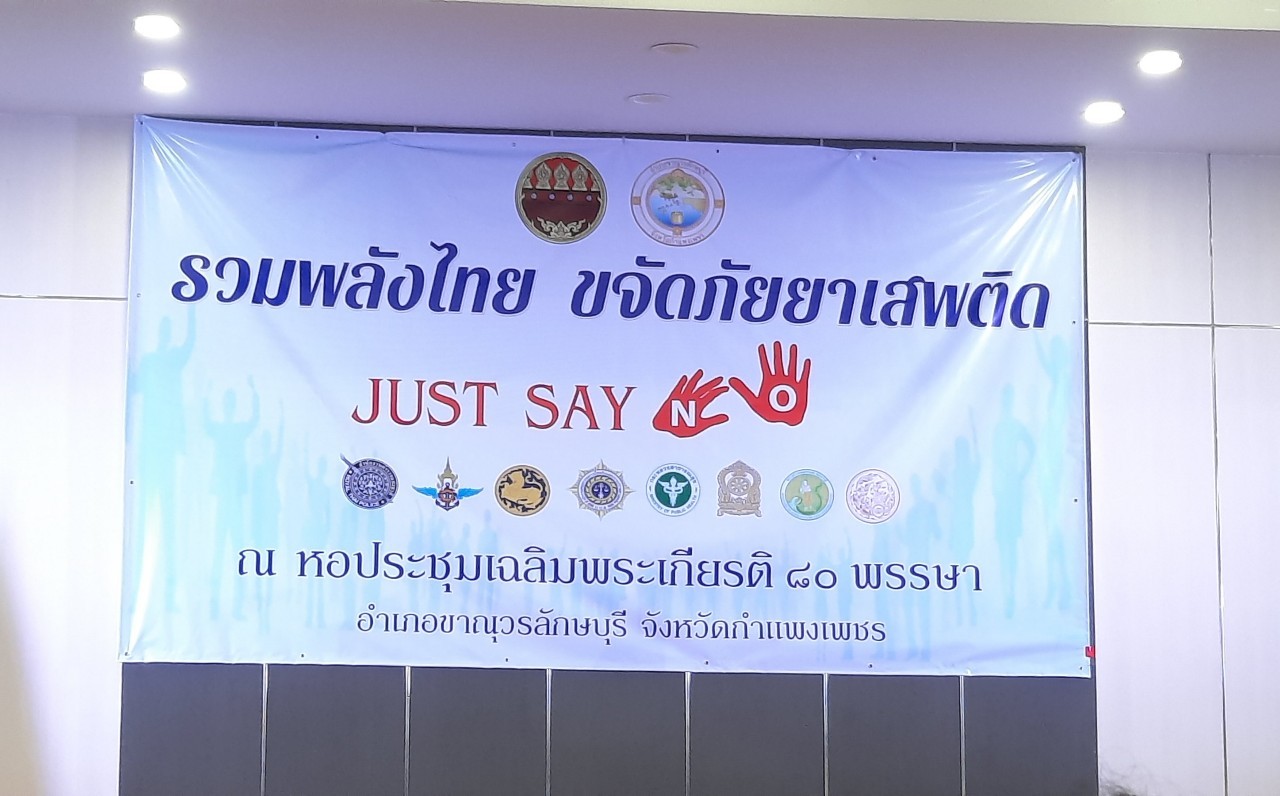 รวมพลังไทย ขจัดภัยยาเสพติด
JUST SAY NO
ณ หอประชุมเฉลิมพระเกียรติ ๘๐ พรรษา
อำเภอขาณุวรลักษบุรี จังหวัดกำแพงเพชร